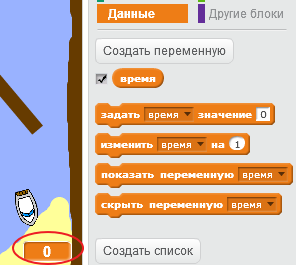 Данные
Другие блоки
Создать переменную
время
задать время значение 0
изменить время на 1
показать переменную время
скрыть переменную время
0
Создать список